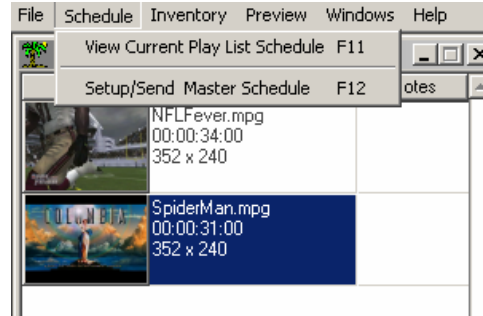 File Schedule Inventory Preview Windows Help
View Current Play List Schedule F11
Setup/Send Master Schedule F12
otes
NFLFever.mpg
00:00:34:00
352 x 240
COLUMBIA
SpiderMan.mpg
00:00:31:00
352 x 240